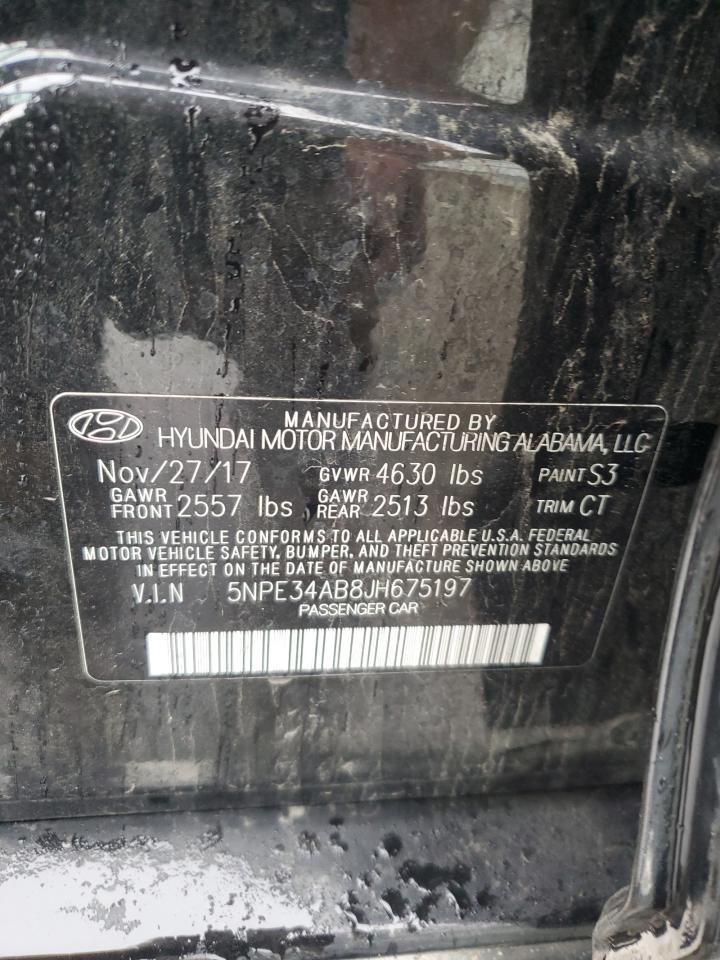 MANUFACTURED BY
HYUNDAI MOTOR MANUFACTURING ALABAMA, LLC
Nov/27/17 GVWR 4630 lbs PAINT S3
GAWR FRONT 2557 lbs GAWR REAR 2513 lbs TRIM CT
THIS VEHICLE CONFORMS TO ALL APPLICABLE U.S.A. FEDERAL
MOTOR VEHICLE SAFETY, BUMPER, AND THEFT PREVENTION STANDARDS
IN EFFECT ON THE DATE OF MANUFACTURE SHOWN ABOVE
V.I.N 5NPE34AB8JH675197
PASSENGER CAR